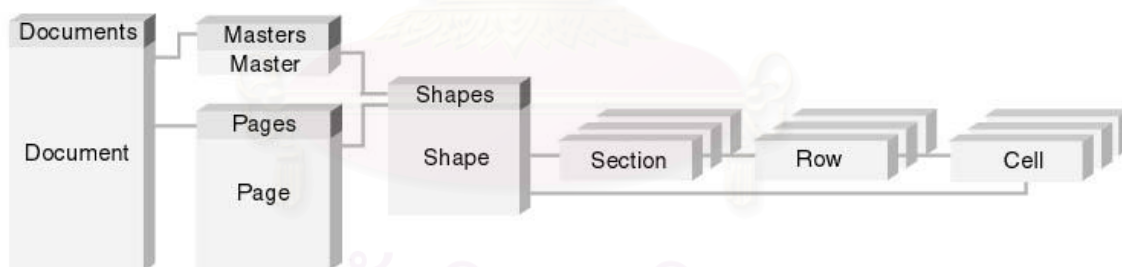 Documents
Document
Masters
Master
Pages
Page
Shapes
Shape
Section
Row
Cell